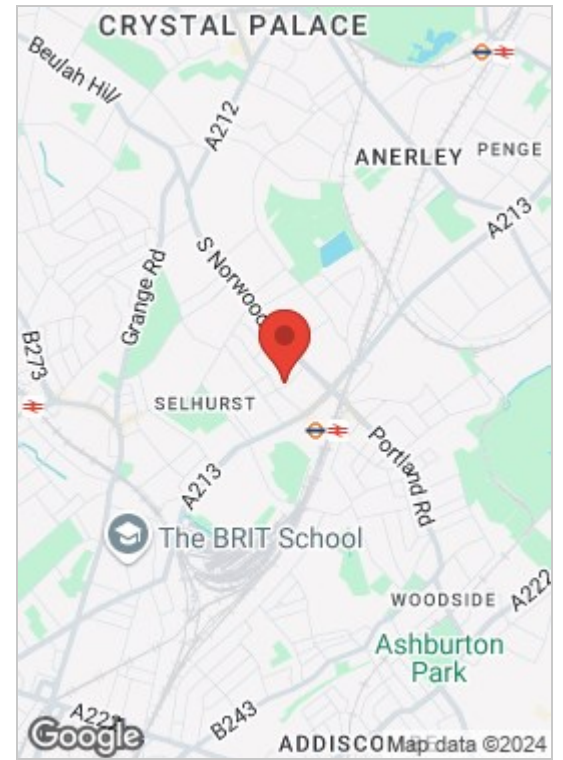 CRYSTAL PALACE
Beulah Hill
A212
ANERLEY
PENGE
A213
S Norwood
Grange Rd
B273
SELHURST
A213
Portland Rd
The BRIT School
WOODSIDE
A222
Ashburton
Park
A222
B243
Google
ADDISCOM
Map data ©2024